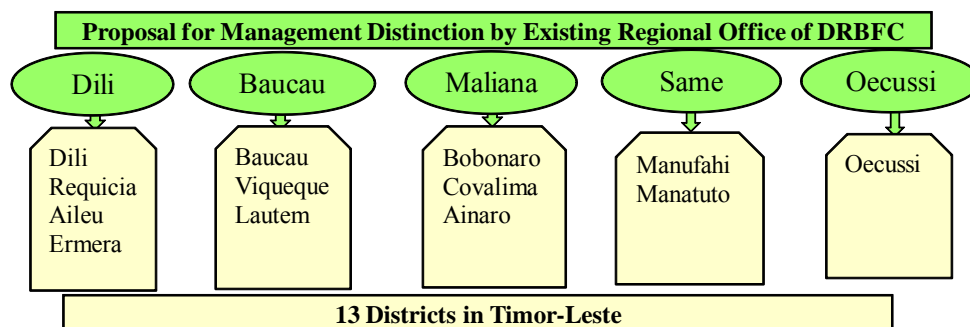 Proposal for Management Distinction by Existing Regional Office of DRBFC
Dili
Baucau
Maliana
Same
Oecussi
Dili
Requicia
Aileu
Ermera
Baucau
Viqueque
Lautem
Bobonaro
Covalima
Ainaro
Manufahi
Manatuto
Oecussi
13 Districts in Timor-Leste